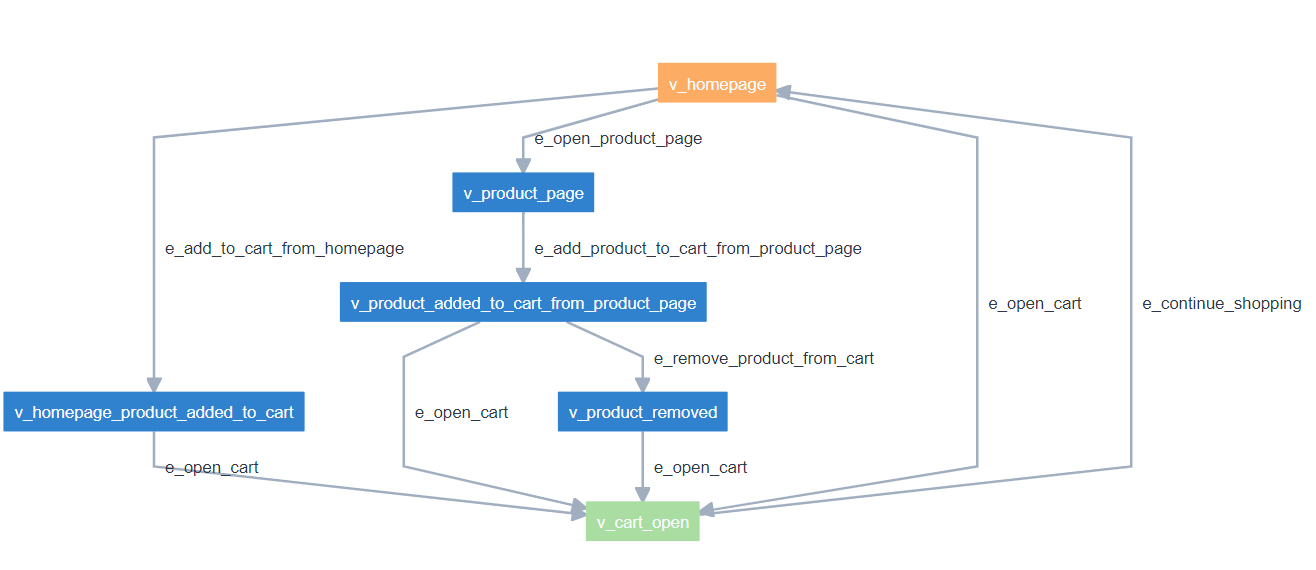 v_homepage
e_open_product_page
v_product_page
e_add_to_cart_from_homepage
e_add_product_to_cart_from_product_page
v_product_added_to_cart_from_product_page
e_open_cart
e_continue_shopping
e_remove_product_from_cart
v_homepage_product_added_to_cart
e_open_cart
v_product_removed
e_open_cart
e_open_cart
v_cart_open